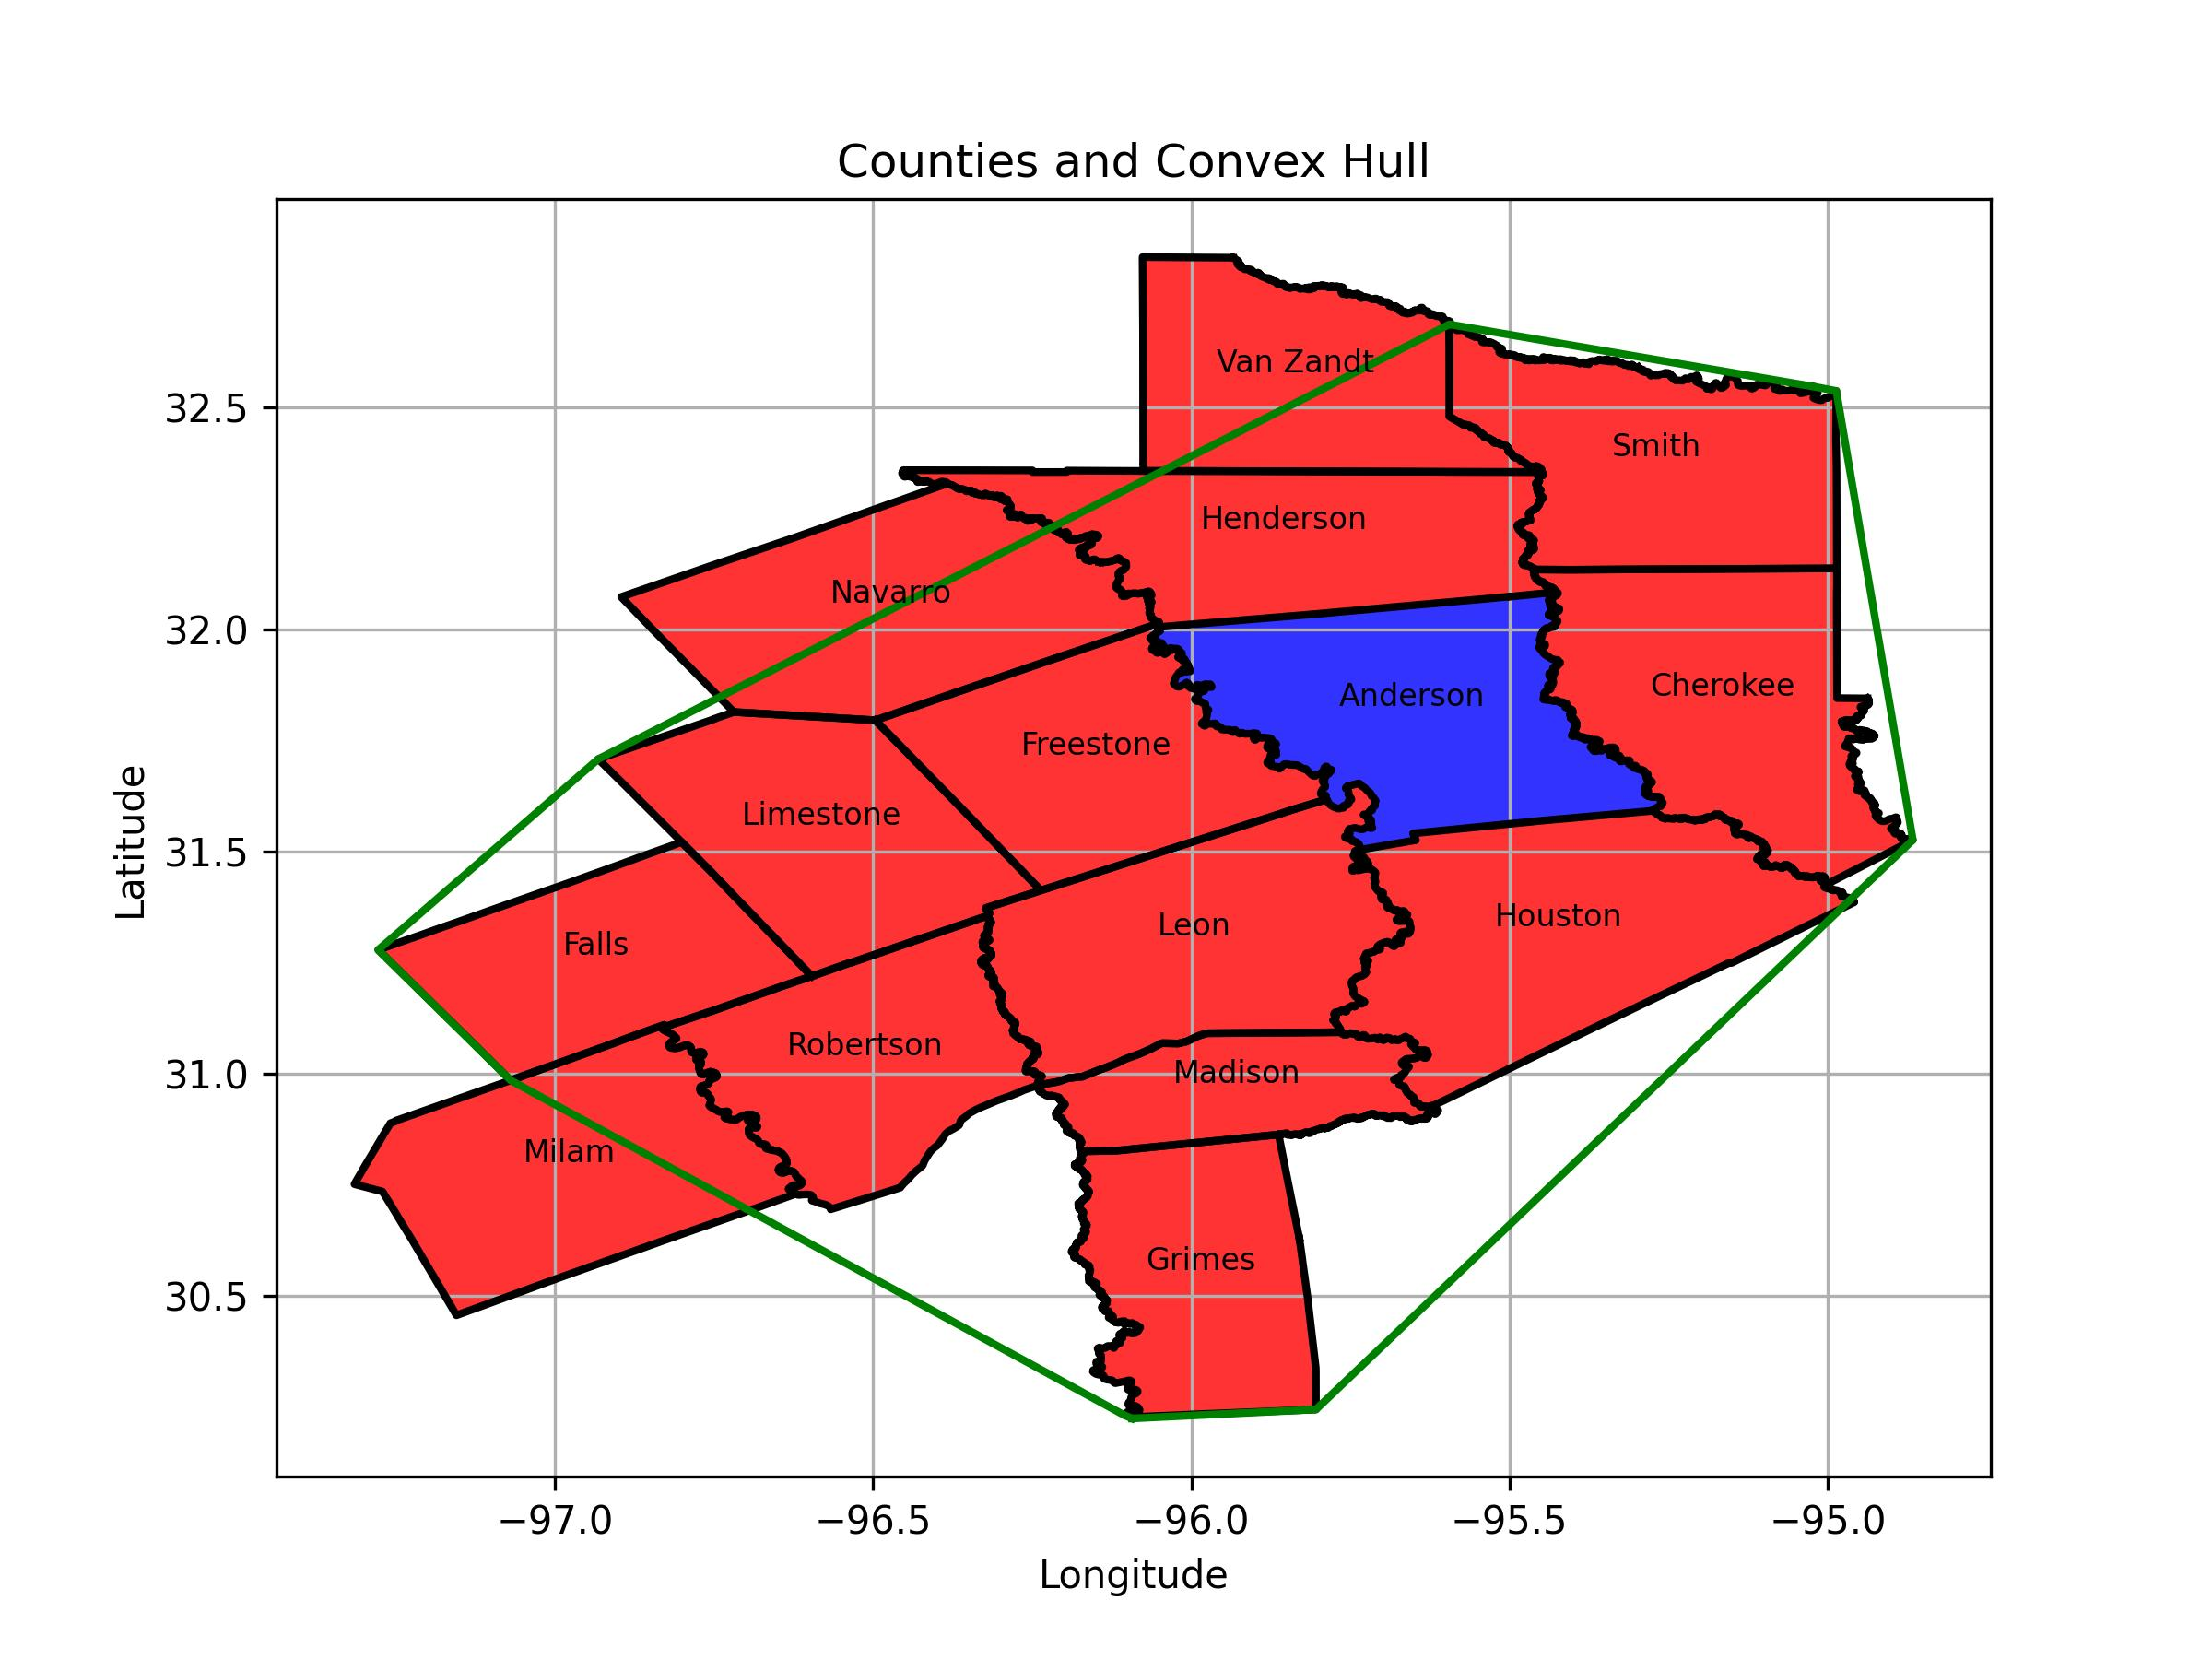 Counties and Convex Hull
Van Zandt
Smith
Henderson
Navarro
Anderson
Cherokee
Freestone
Limestone
Falls
Leon
Houston
Robertson
Madison
Milam
Grimes
32.5
32.0
31.5
31.0
30.5
Latitude
−97.0
−96.5
−96.0
−95.5
−95.0
Longitude